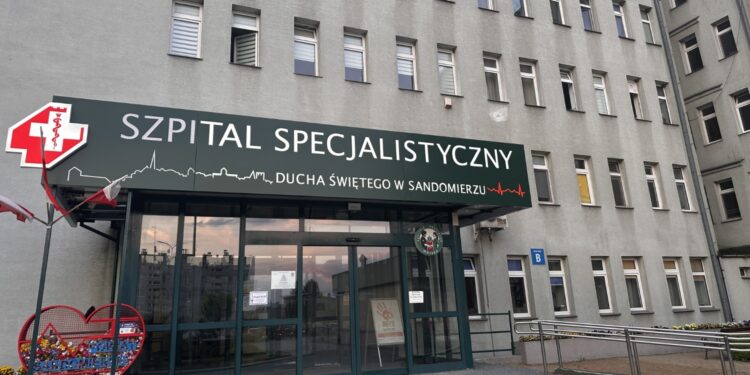 SZPITAL SPECJALISTYCZNY
DUCHA ŚWIĘTEGO W SANDOMIERZU
B